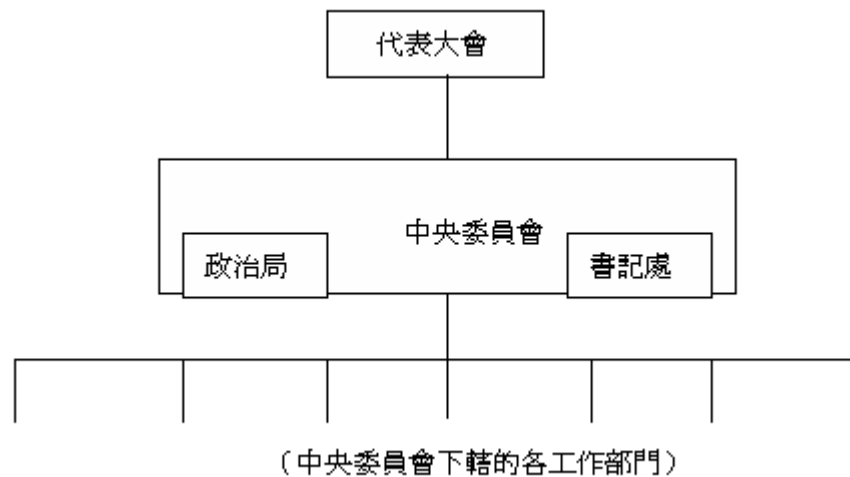 代表大會
中央委員會
政治局
書記處
（中央委員會下轄的各工作部門）